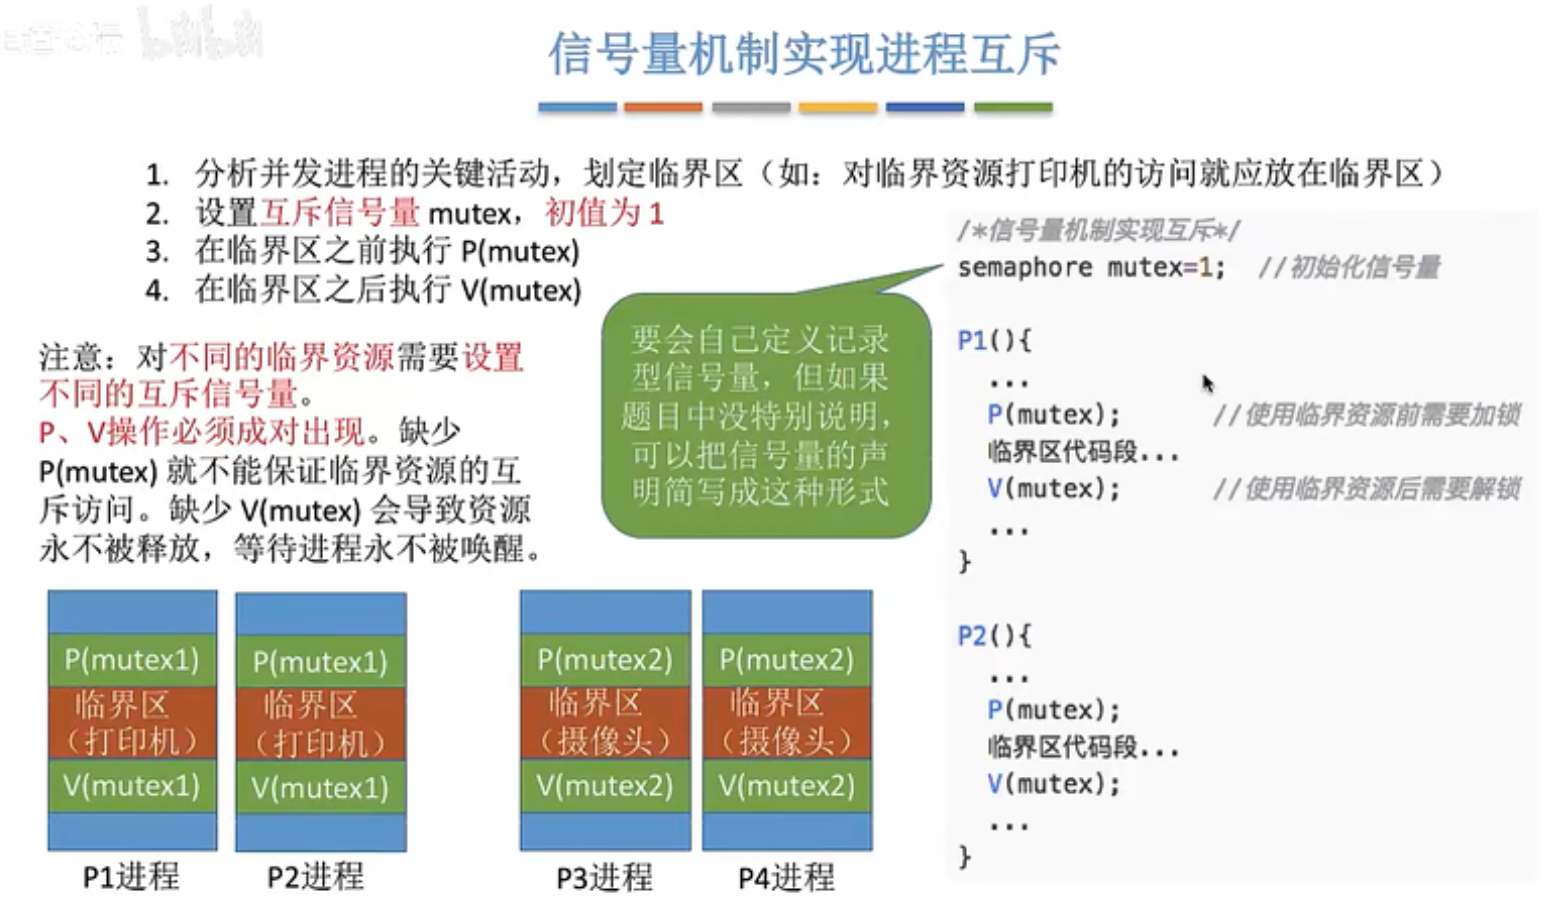 信号量机制实现进程互斥
1. 分析并发进程的关键活动，划定临界区（如：对临界资源打印机的访问就应放在临界区）
2. 设置互斥信号量 mutex，初值为 1
3. 在临界区之前执行 P(mutex)
4. 在临界区之后执行 V(mutex)
注意：对不同的临界资源需要设置
不同的互斥信号量。
P、V操作必须成对出现。缺少
P(mutex) 就不能保证临界资源的互
斥访问。缺少 V(mutex) 会导致资源
永不被释放，等待进程永不被唤醒。
要会自己定义记录
型信号量，但如果
题目中没特别说明，
可以把信号量的声
明简写成这种形式
/*信号量机制实现互斥*/
semaphore mutex=1; //初始化信号量
P1(){
...
P(mutex); //使用临界资源前需要加锁
临界区代码段...
V(mutex); //使用临界资源后需要解锁
...
}
P2(){
...
P(mutex);
临界区代码段...
V(mutex);
...
}
P(mutex1)
临界区
（打印机）
V(mutex1)
P1进程
P(mutex1)
临界区
（打印机）
V(mutex1)
P2进程
P(mutex2)
临界区
（摄像头）
V(mutex2)
P3进程
P(mutex2)
临界区
（摄像头）
V(mutex2)
P4进程